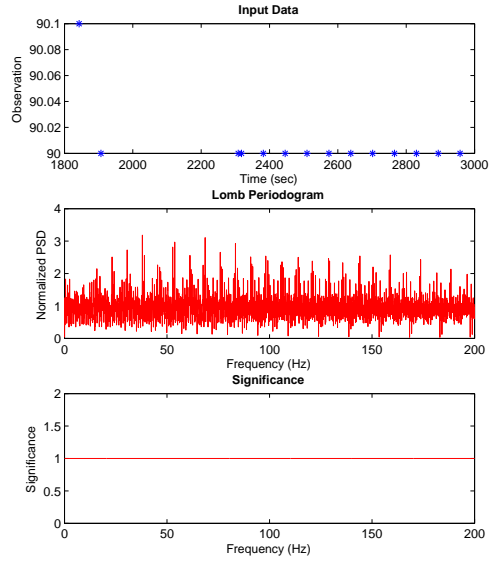 Input Data
90.1
90.08
90.06
90.04
90.02
90
Observation
1800 2000 2200 2400 2600 2800 3000
Time (sec)
Lomb Periodogram
4
3
2
1
0
Normalized PSD
0 50 100 150 200
Frequency (Hz)
Significance
2
1.5
1
0.5
0
Significance
0 50 100 150 200
Frequency (Hz)